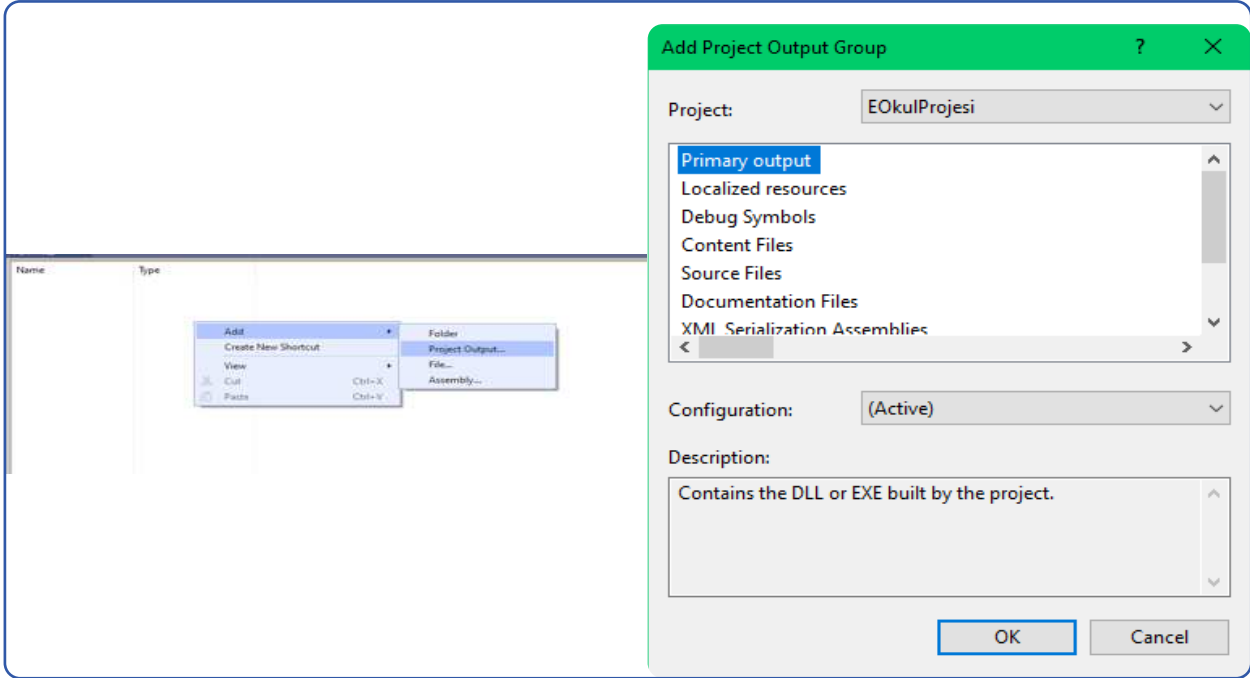 Name Type
Add
Create New Shortcut
View
Cut Ctrl+X
Paste Ctrl+V
Folder
Project Output...
File...
Assembly...
Add Project Output Group ?
Project: EOkulProjesi
Primary output
Localized resources
Debug Symbols
Content Files
Source Files
Documentation Files
XML Serialization Assemblies
Configuration: (Active)
Description:
Contains the DLL or EXE built by the project.
OK Cancel